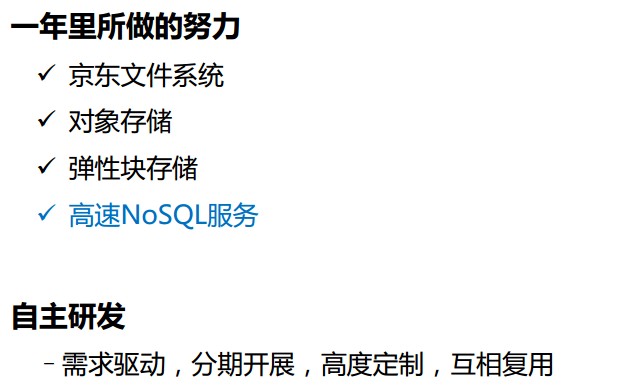 一年里所做的努力
✓ 京东文件系统
✓ 对象存储
✓ 弹性块存储
✓ 高速NoSQL服务
自主研发
–需求驱动，分期开展，高度定制，互相复用